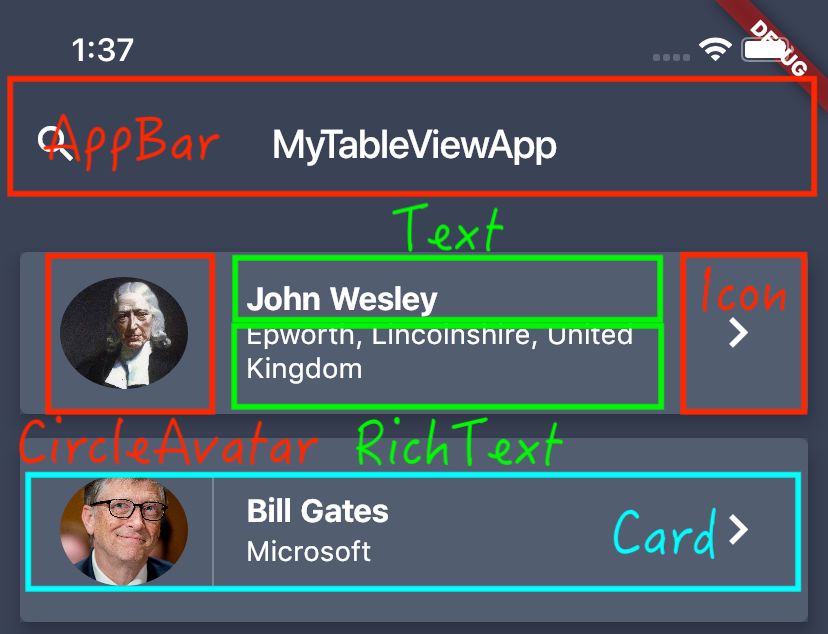 1:37
DEBUG
AppBar
MyTableViewApp
Text
John Wesley
Icon
Epworth, Lincolnshire, United
Kingdom
CircleAvatar RichText
Bill Gates
Card
Microsoft